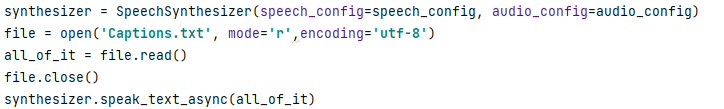 synthesizer = SpeechSynthesizer(speech_config=speech_config, audio_config=audio_config)
file = open('Captions.txt', mode='r',encoding='utf-8')
all_of_it = file.read()
file.close()
synthesizer.speak_text_async(all_of_it)